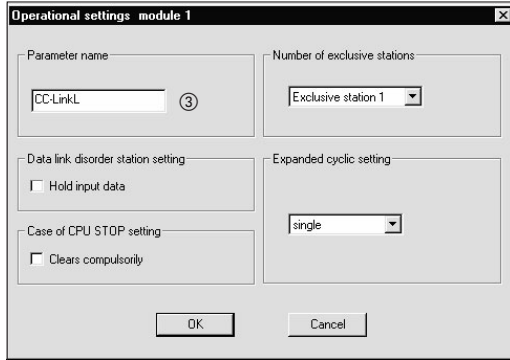 Operational settings module 1
Parameter name
CC-LinkL
③
Number of exclusive stations
Exclusive station 1
Data link disorder station setting
Hold input data
Expanded cyclic setting
single
Case of CPU STOP setting
Clears compulsorily
OK
Cancel